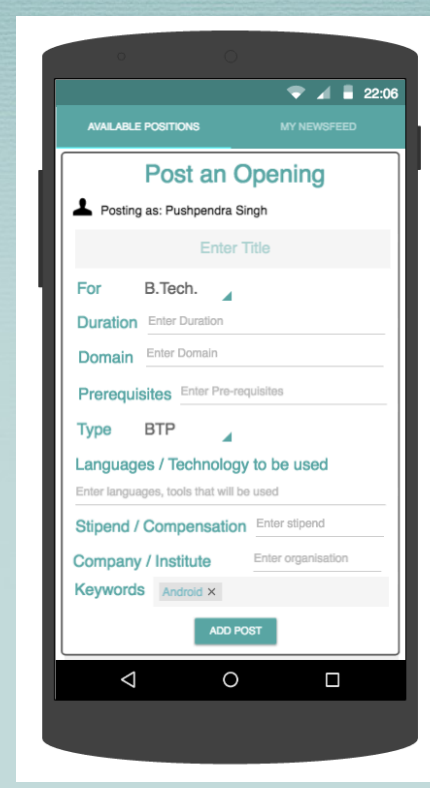 22:06
AVAILABLE POSITIONS MY NEWSFEED
Post an Opening
Posting as: Pushpendra Singh
Enter Title
For B.Tech.
Duration Enter Duration
Domain Enter Domain
Prerequisites Enter Pre-requisites
Type BTP
Languages / Technology to be used
Enter languages, tools that will be used
Stipend / Compensation Enter stipend
Company / Institute Enter organisation
Keywords Android ×
ADD POST